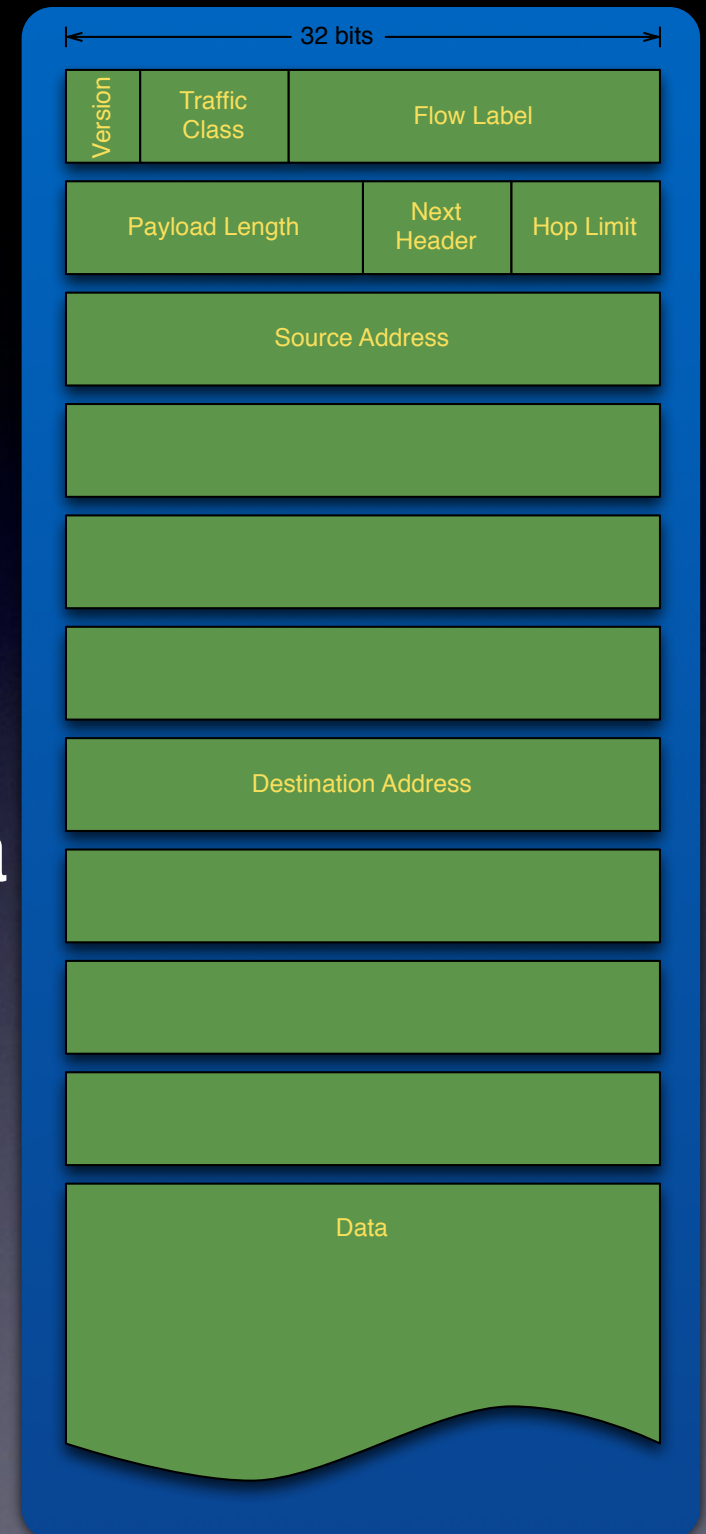 32 bits
Version
Traffic
Class
Flow Label
Payload Length
Next
Header
Hop Limit
Source Address
Destination Address
Data